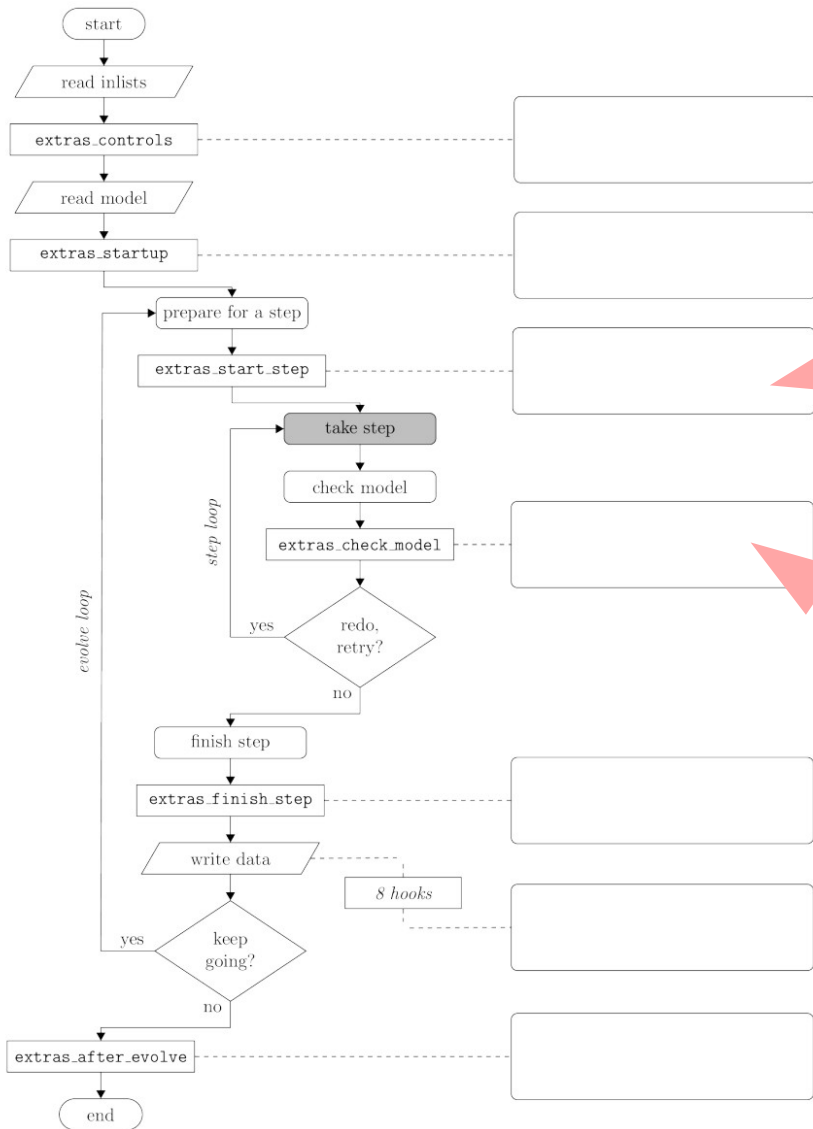 start
read inlists
extras_controls
read model
extras_startup
prepare for a step
extras_start_step
take step
check model
extras_check_model
step loop
evolve loop
yes
redo,
retry?
no
finish step
extras_finish_step
write data
8 hooks
yes
keep
going?
no
extras_after_evolve
end